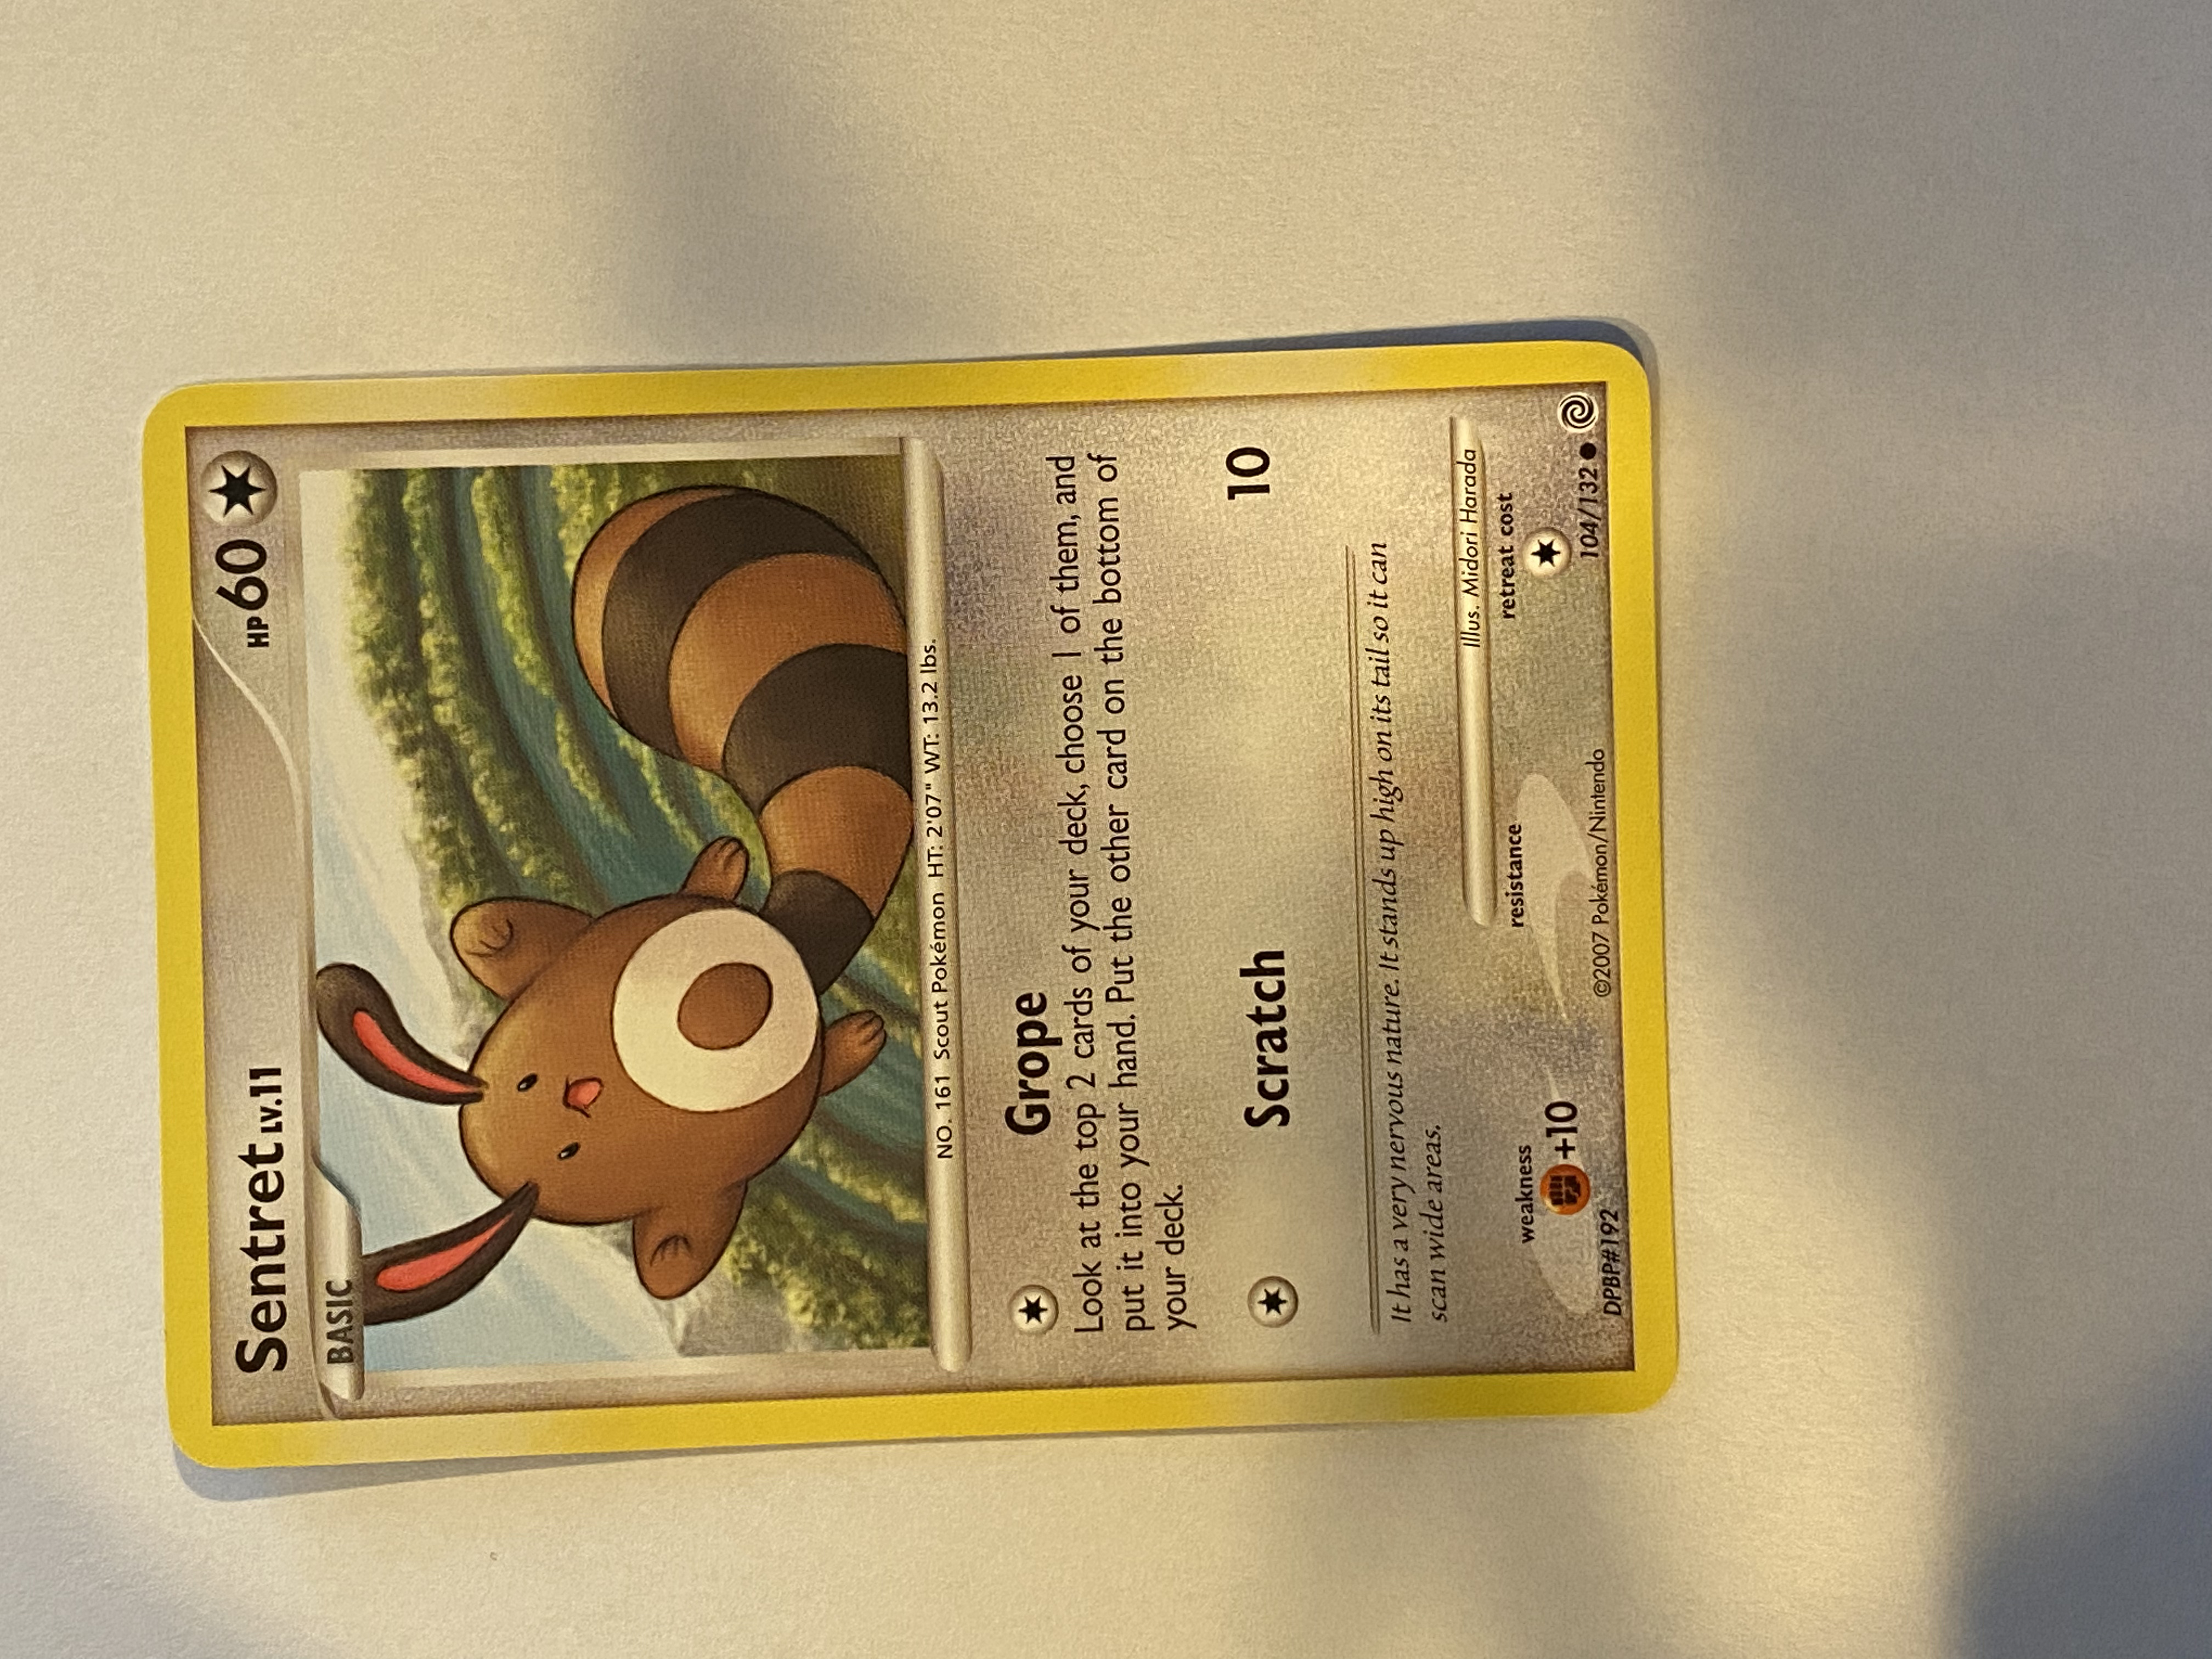 Sentret LV.11 HP 60
BASIC
NO. 161 Scout Pokémon HT: 2'07" WT: 13.2 lbs.
Grope
Look at the top 2 cards of your deck, choose 1 of them, and
put it into your hand. Put the other card on the bottom of
your deck.
Scratch 10
It has a very nervous nature. It stands up high on its tail so it can
scan wide areas.
Illus. Midori Harada
weakness resistance retreat cost
+10
DPBP#192 ©2007 Pokémon/Nintendo 104/132